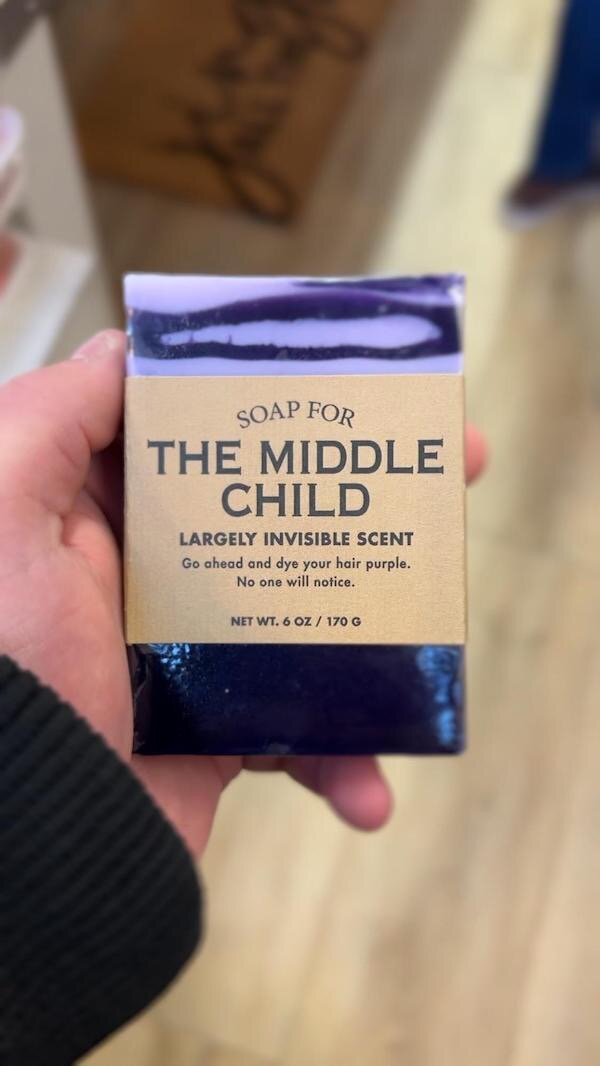 SOAP FOR
THE MIDDLE
CHILD
LARGELY INVISIBLE SCENT
Go ahead and dye your hair purple.
No one will notice.
NET WT. 6 OZ / 170 G